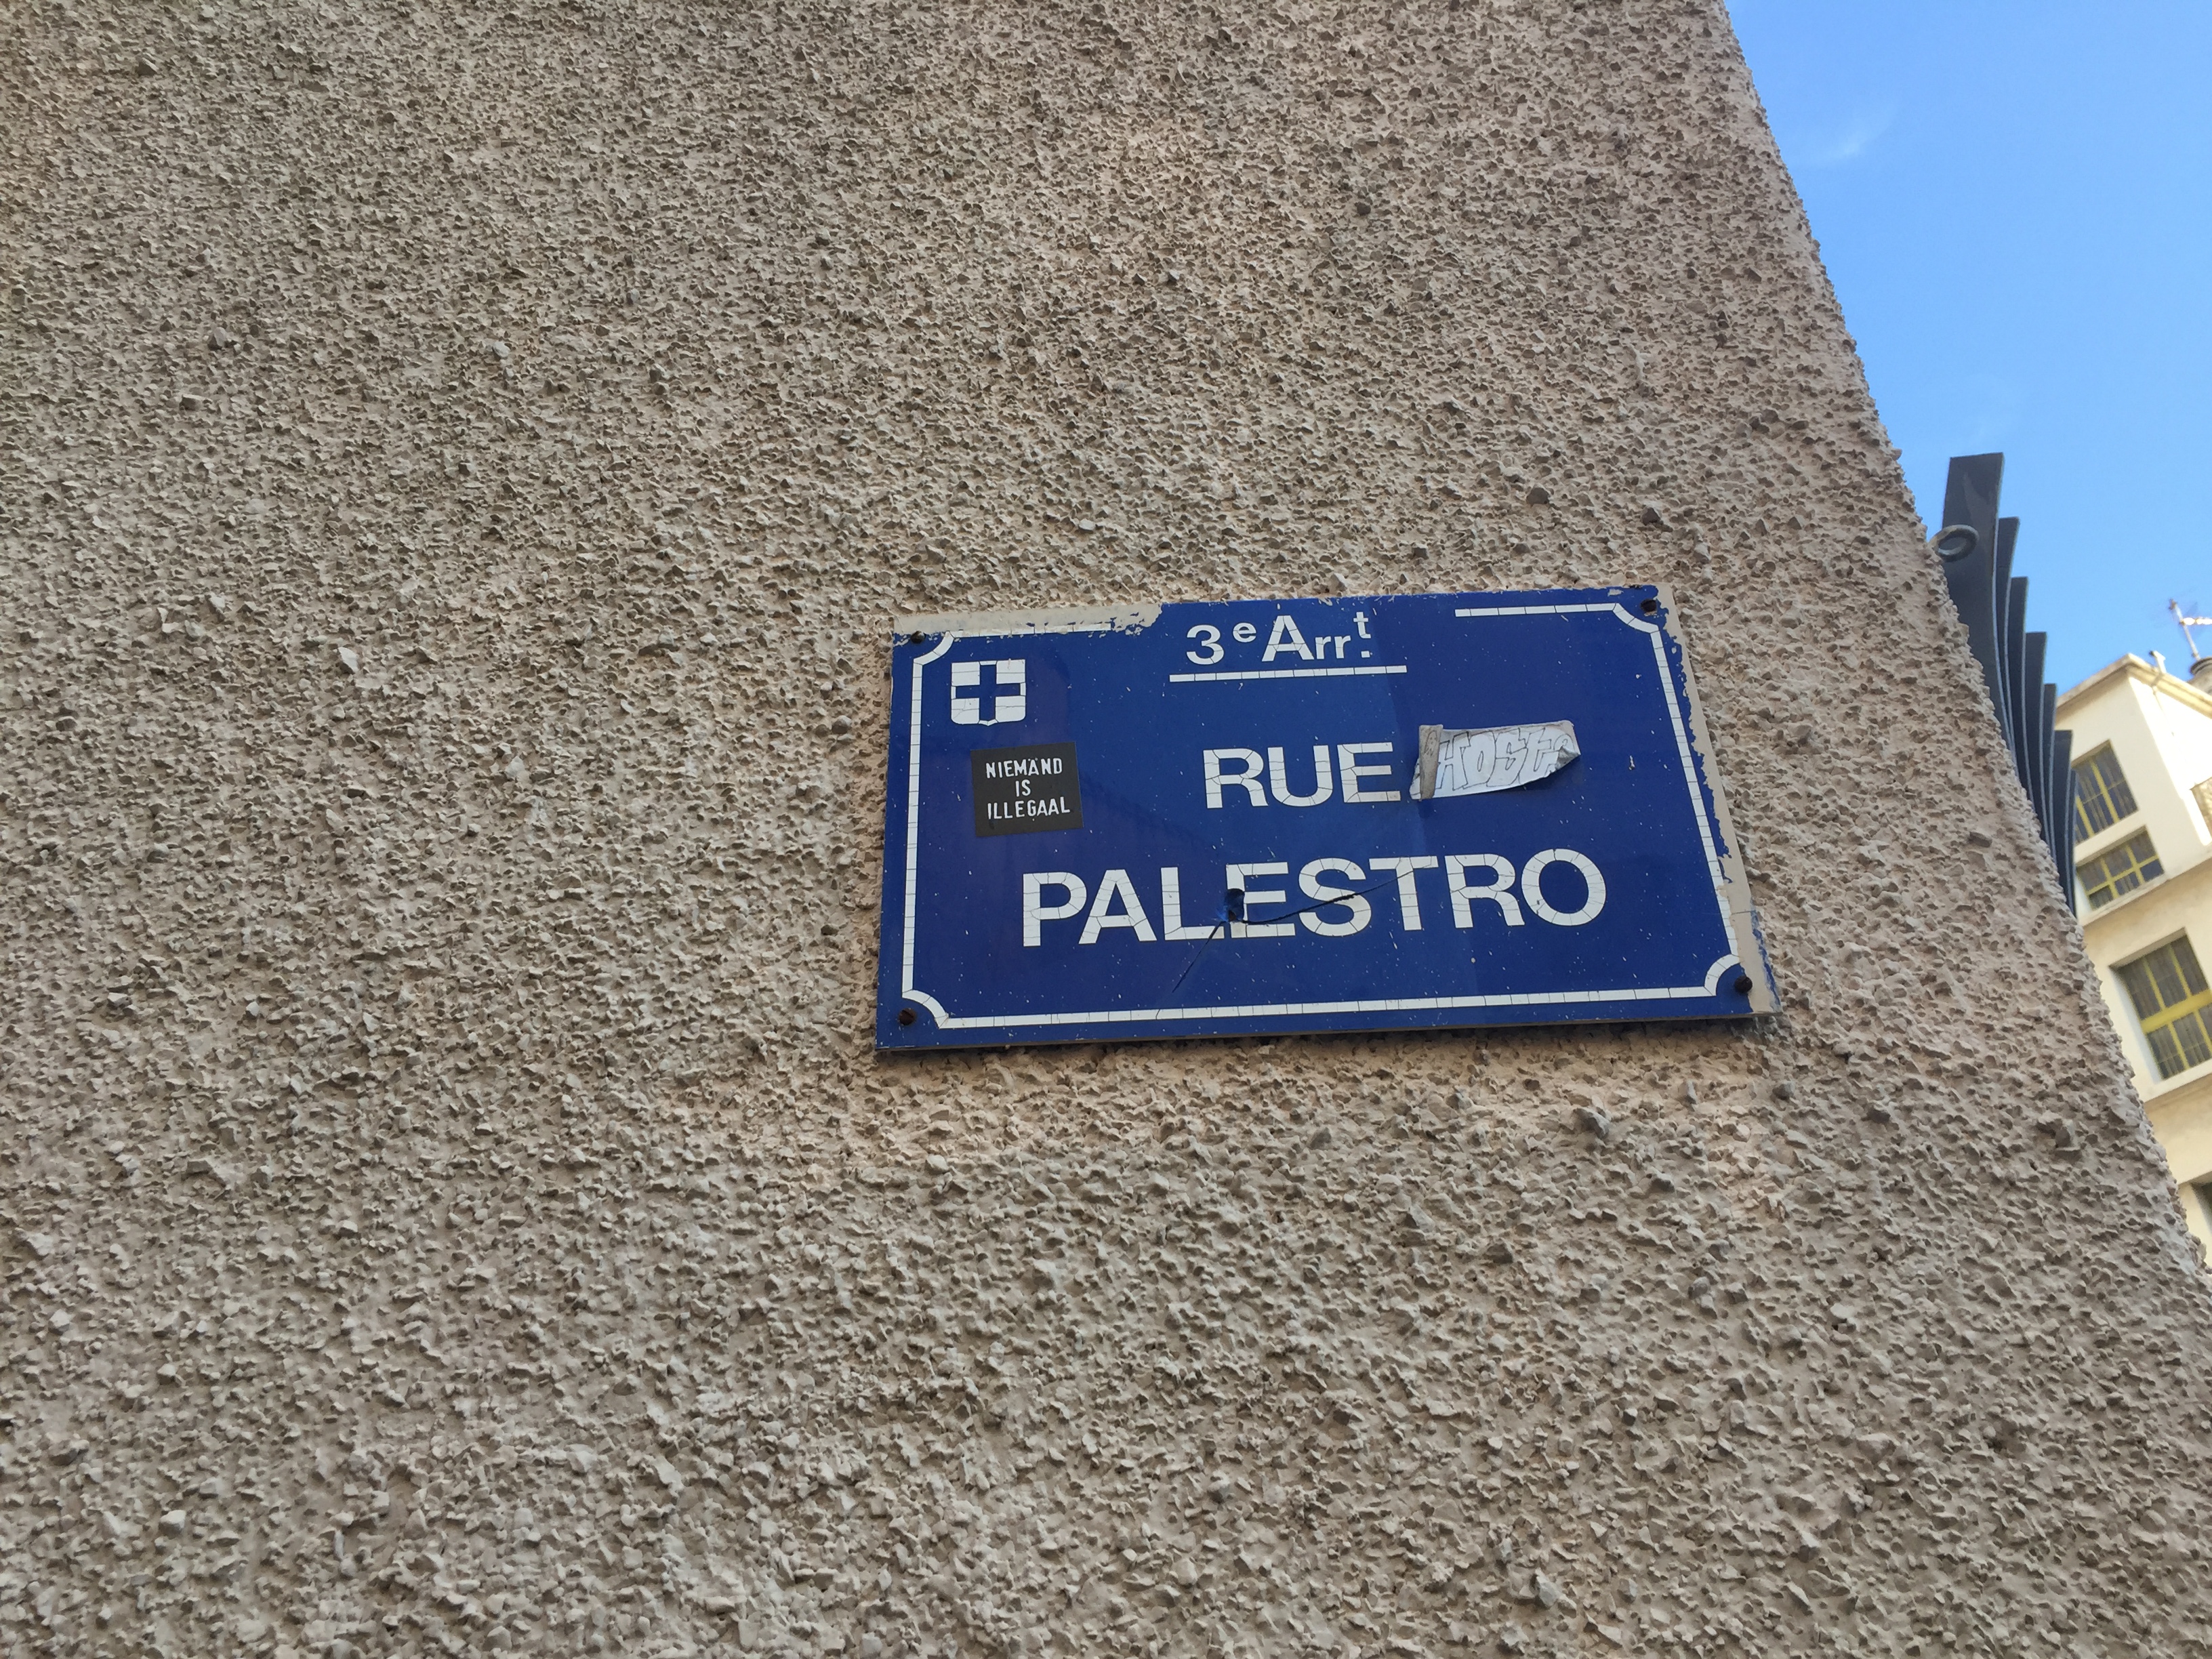 3e Arrt.
RUE
PALESTRO
NIEMAND
IS
ILLEGAAL